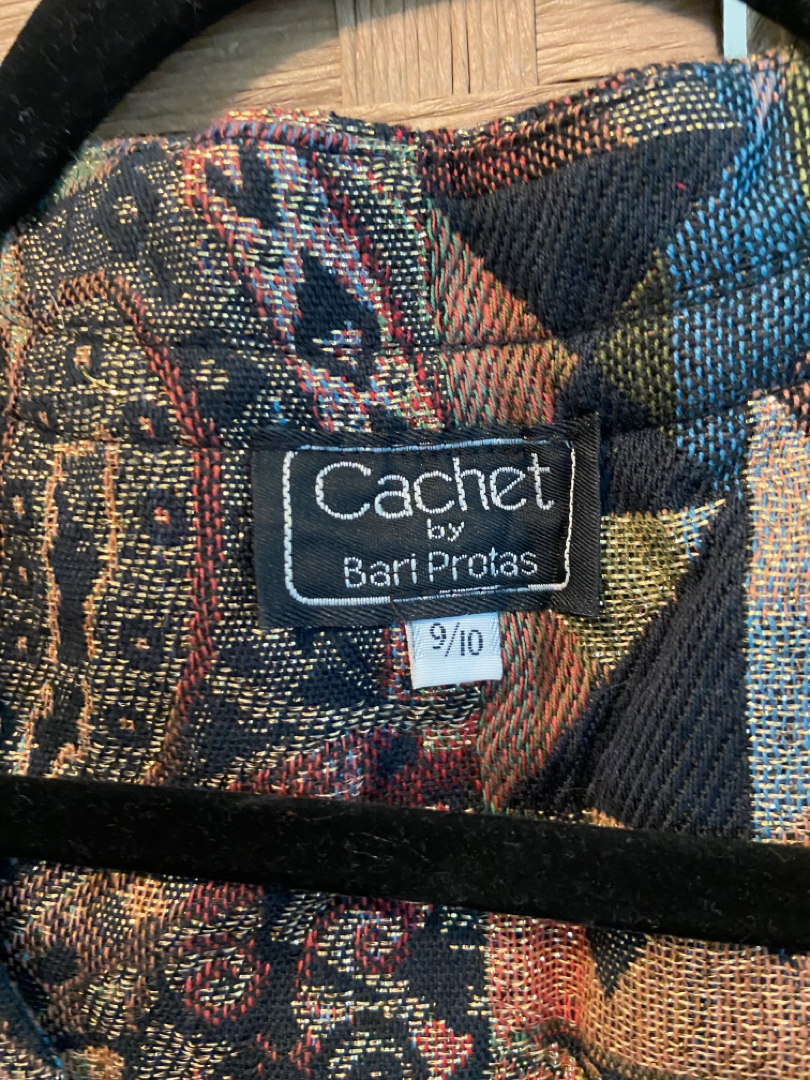 Cachet
by
Bari Protas
9/10